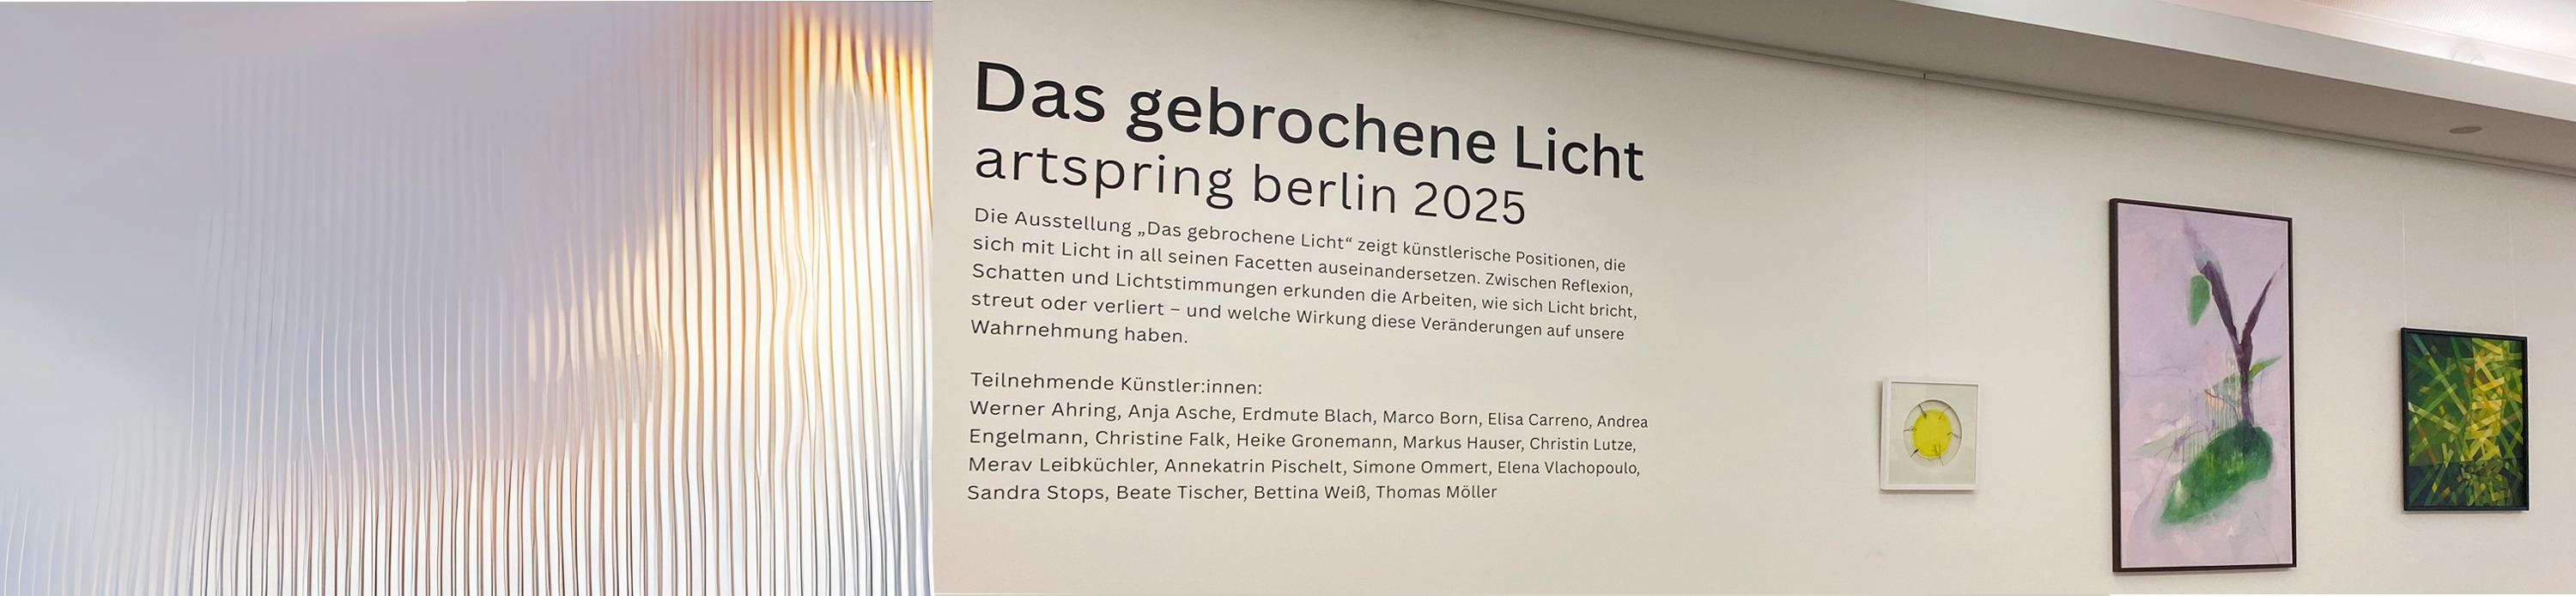 Das gebrochene Licht
artspring berlin 2025
Die Ausstellung „Das gebrochene Licht“ zeigt künstlerische Positionen, die
sich mit Licht in all seinen Facetten auseinandersetzen. Zwischen Reflexion,
Schatten und Lichtstimmungen erkunden die Arbeiten, wie sich Licht bricht,
streut oder verliert – und welche Wirkung diese Veränderungen auf unsere
Wahrnehmung haben.
Teilnehmende Künstler:innen:
Werner Ahring, Anja Asche, Erdmute Blach, Marco Born, Elisa Carreno, Andrea
Engelmann, Christine Falk, Heike Gronemann, Markus Hauser, Christin Lutze,
Merav Leibküchler, Annekatrin Pischelt, Simone Ommert, Elena Vlachopoulo,
Sandra Stops, Beate Tischer, Bettina Weiß, Thomas Möller